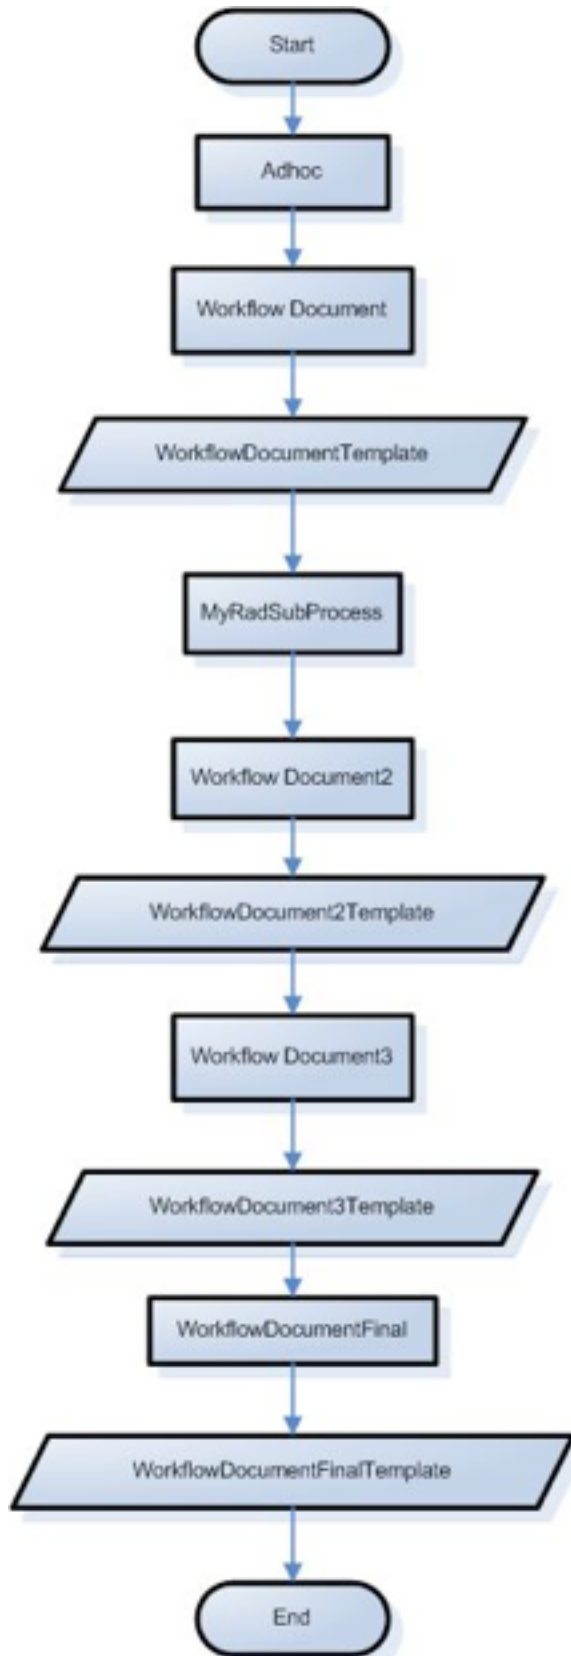 Start
Adhoc
Workflow Document
WorkflowDocumentTemplate
MyRadSubProcess
Workflow Document2
WorkflowDocument2Template
Workflow Document3
WorkflowDocument3Template
WorkflowDocumentFinal
WorkflowDocumentFinalTemplate
End